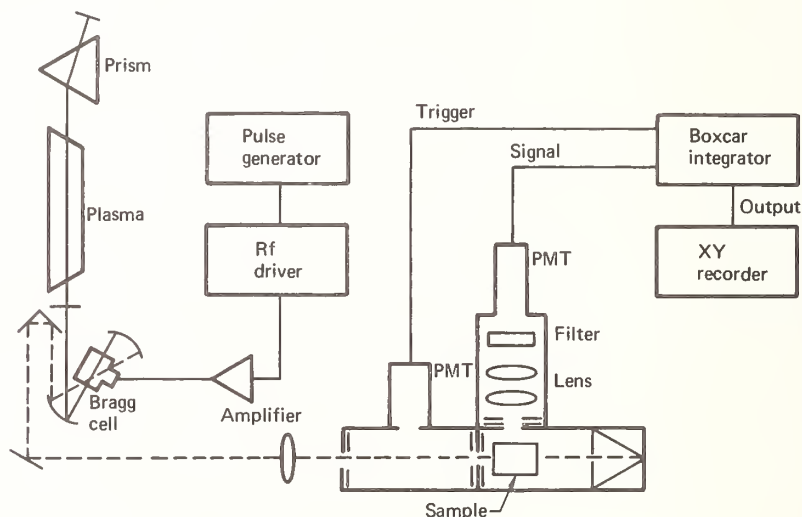 Prism
Plasma
Pulse
generator
Rf
driver
Bragg
cell
Amplifier
Trigger
Signal
Boxcar
integrator
Output
XY
recorder
PMT
Filter
Lens
PMT
Sample